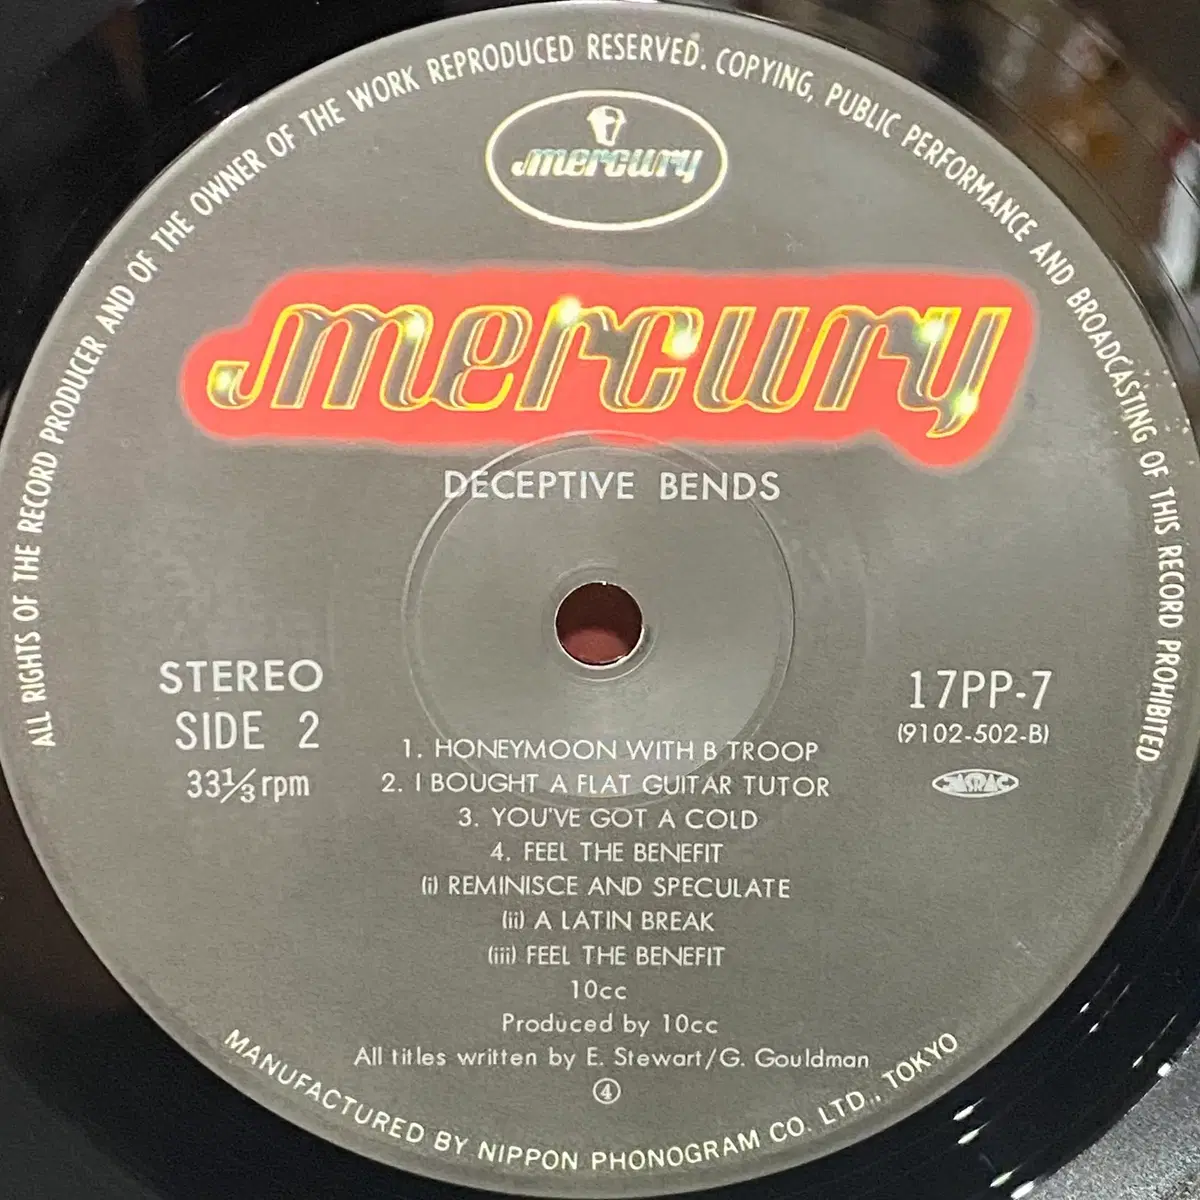 ALL RIGHTS OF THE RECORD PRODUCER AND OF THE OWNER OF THE WORK REPRODUCED RESERVED. COPYING, PUBLIC PERFORMANCE AND BROADCASTING OF THIS RECORD PROHIBITED
mercury
mercury
DECEPTIVE BENDS
STEREO
SIDE 2
33⅓rpm
17PP-7
(9102-502-B)
JASRAC
1. HONEYMOON WITH B TROOP
2. I BOUGHT A FLAT GUITAR TUTOR
3. YOU'VE GOT A COLD
4. FEEL THE BENEFIT
(i) REMINISCE AND SPECULATE
(ii) A LATIN BREAK
(iii) FEEL THE BENEFIT
10cc
Produced by 10cc
All titles written by E. Stewart/G. Gouldman
④
MANUFACTURED BY NIPPON PHONOGRAM CO. LTD., TOKYO